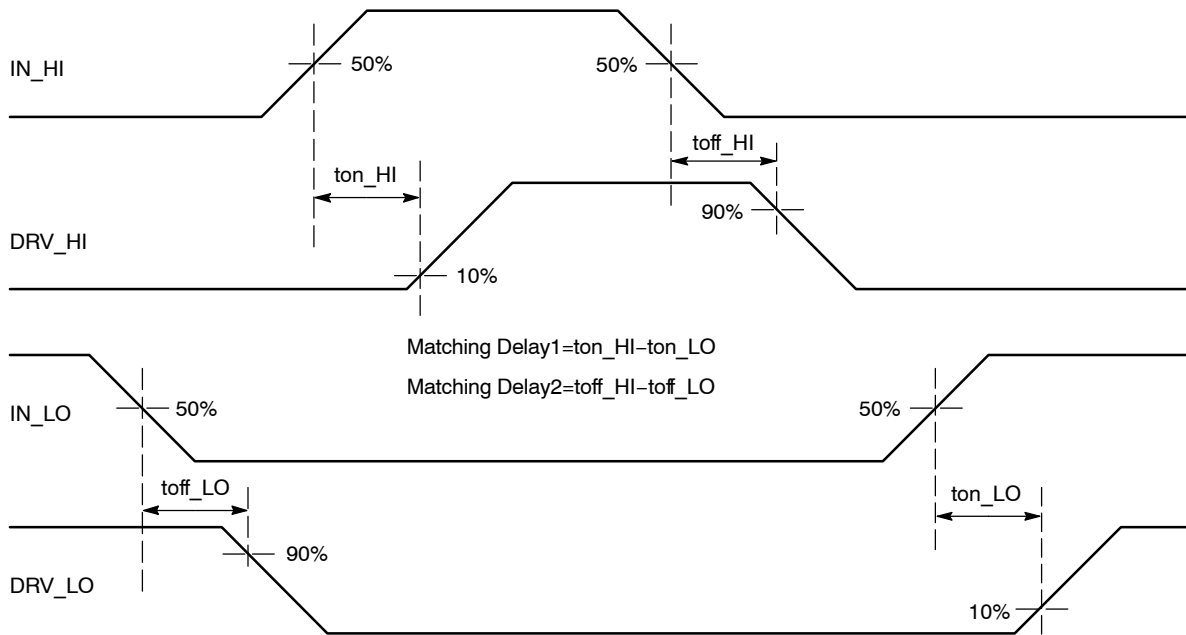 IN_HI
50%
50%
toff_HI
ton_HI
90%
DRV_HI
10%
Matching Delay1=ton_HI−ton_LO
Matching Delay2=toff_HI−toff_LO
IN_LO
50%
50%
toff_LO
ton_LO
90%
DRV_LO
10%